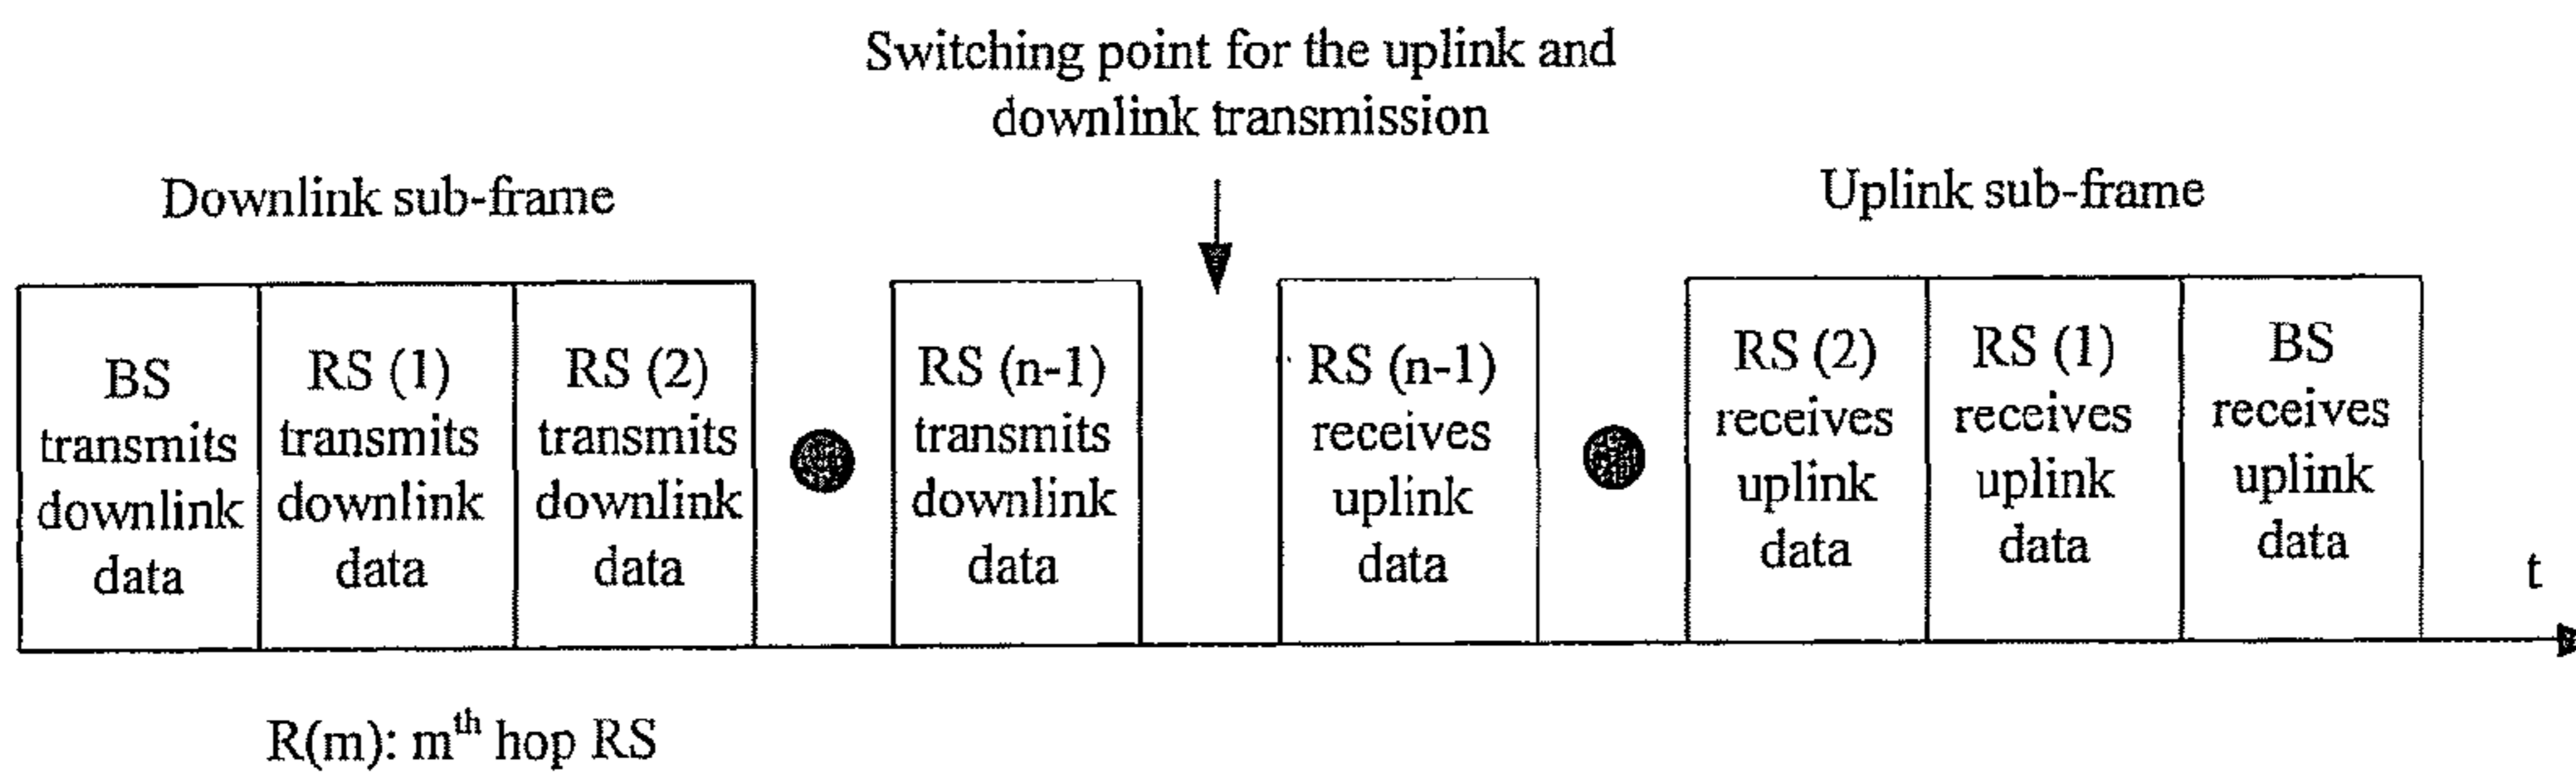 Switching point for the uplink and
downlink transmission
Downlink sub-frame
Uplink sub-frame
BS
transmits
downlink
data
RS (1)
transmits
downlink
data
RS (2)
transmits
downlink
data
RS (n-1)
transmits
downlink
data
RS (n-1)
receives
uplink
data
RS (2)
receives
uplink
data
RS (1)
receives
uplink
data
BS
receives
uplink
data
t
R(m): mth hop RS